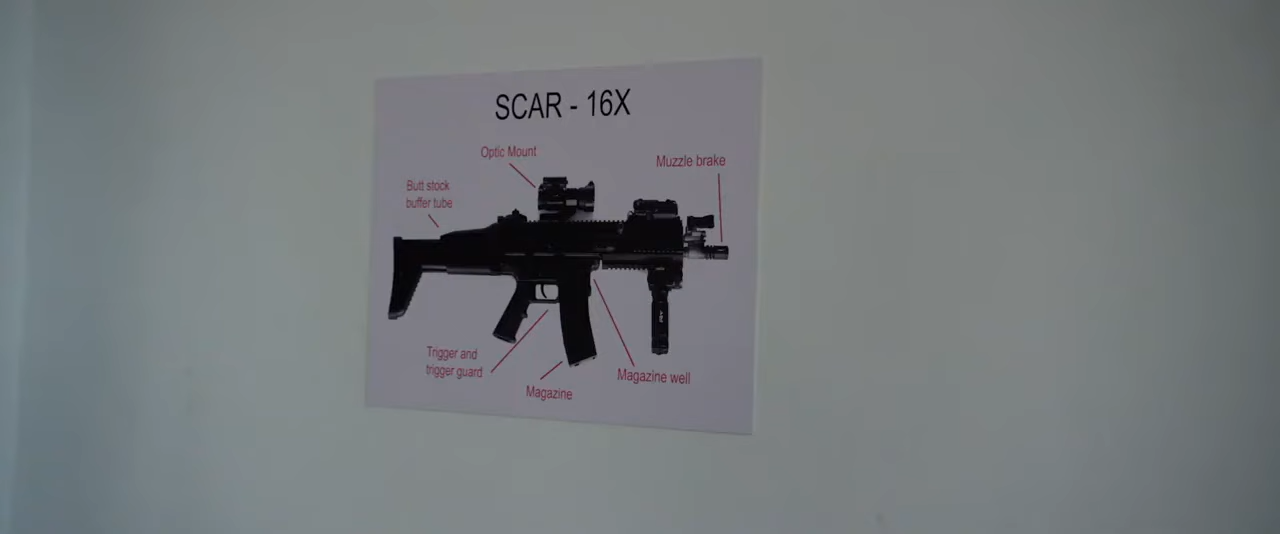 SCAR - 16X
Optic Mount
Muzzle brake
Butt stock
buffer tube
Trigger and
trigger guard
Magazine well
Magazine